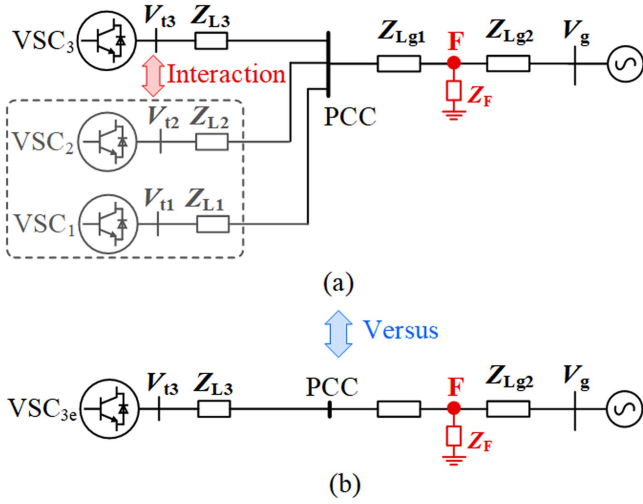 VSC3 Vt3 ZL3 ZLg1 F ZLg2 Vg
Interaction
ZF
PCC
VSC2 Vt2 ZL2
VSC1 Vt1 ZL1
(a)
Versus
VSC3e Vt3 ZL3 PCC F ZLg2 Vg
ZF
(b)